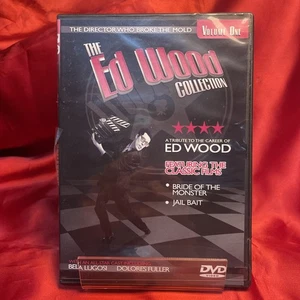 THE DIRECTOR WHO BROKE THE MOLD
VOLUME ONE
THE
Ed Wood
COLLECTION
★★★★
A TRIBUTE TO THE CAREER OF
ED WOOD
FEATURING THE
CLASSIC FILMS
• BRIDE OF THE
MONSTER
• JAIL BAIT
BELA LUGOSI DOLORES FULLER
DVD
VIDEO